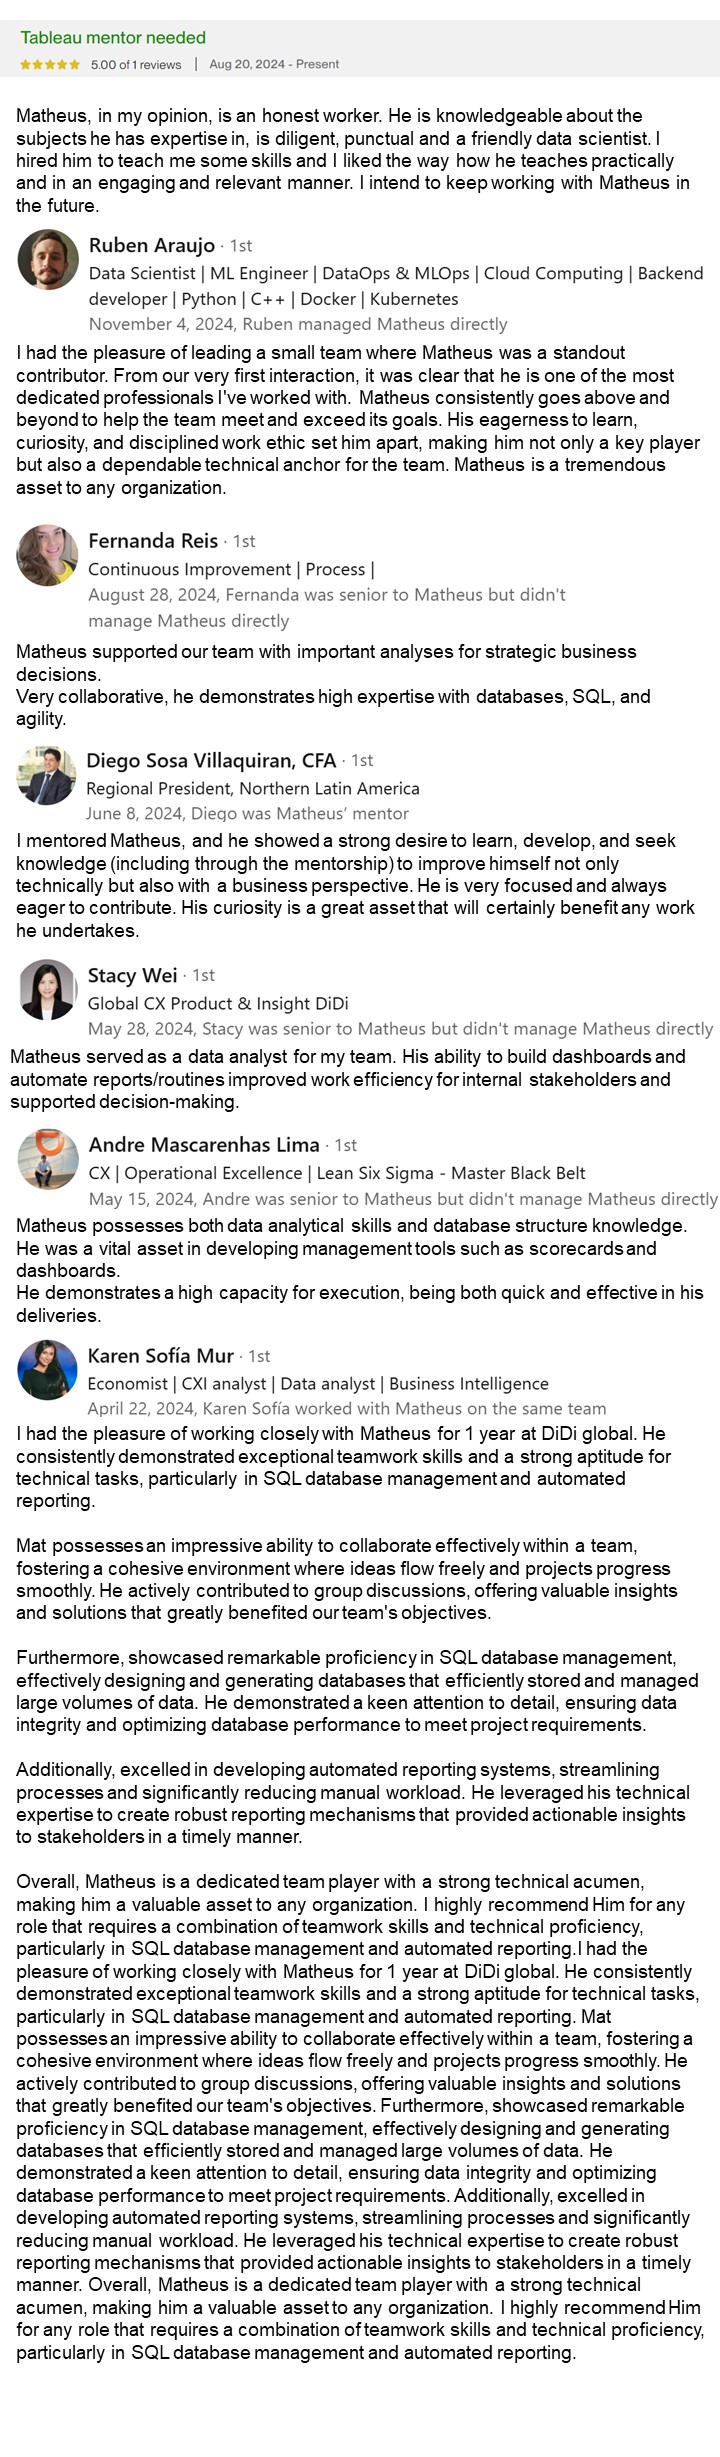 Tableau mentor needed
5.00 of 1 reviews | Aug 20, 2024 - Present
Matheus, in my opinion, is an honest worker. He is knowledgeable about the
subjects he has expertise in, is diligent, punctual and a friendly data scientist. I
hired him to teach me some skills and I liked the way how he teaches practically
and in an engaging and relevant manner. I intend to keep working with Matheus in
the future.
Ruben Araujo · 1st
Data Scientist | ML Engineer | DataOps & MLOps | Cloud Computing | Backend
developer | Python | C++ | Docker | Kubernetes
November 4, 2024, Ruben managed Matheus directly
I had the pleasure of leading a small team where Matheus was a standout
contributor. From our very first interaction, it was clear that he is one of the most
dedicated professionals I've worked with. Matheus consistently goes above and
beyond to help the team meet and exceed its goals. His eagerness to learn,
curiosity, and disciplined work ethic set him apart, making him not only a key player
but also a dependable technical anchor for the team. Matheus is a tremendous
asset to any organization.
Fernanda Reis · 1st
Continuous Improvement | Process |
August 28, 2024, Fernanda was senior to Matheus but didn't
manage Matheus directly
Matheus supported our team with important analyses for strategic business
decisions.
Very collaborative, he demonstrates high expertise with databases, SQL, and
agility.
Diego Sosa Villaquiran, CFA · 1st
Regional President, Northern Latin America
June 8, 2024, Diego was Matheus‘ mentor
I mentored Matheus, and he showed a strong desire to learn, develop, and seek
knowledge (including through the mentorship) to improve himself not only
technically but also with a business perspective. He is very focused and always
eager to contribute. His curiosity is a great asset that will certainly benefit any work
he undertakes.
Stacy Wei · 1st
Global CX Product & Insight DiDi
May 28, 2024, Stacy was senior to Matheus but didn't manage Matheus directly
Matheus served as a data analyst for my team. His ability to build dashboards and
automate reports/routines improved work efficiency for internal stakeholders and
supported decision-making.
Andre Mascarenhas Lima · 1st
CX | Operational Excellence | Lean Six Sigma - Master Black Belt
May 15, 2024, Andre was senior to Matheus but didn't manage Matheus directly
Matheus possesses both data analytical skills and database structure knowledge.
He was a vital asset in developing management tools such as scorecards and
dashboards.
He demonstrates a high capacity for execution, being both quick and effective in his
deliveries.
Karen Sofía Mur · 1st
Economist | CXI analyst | Data analyst | Business Intelligence
April 22, 2024, Karen Sofía worked with Matheus on the same team
I had the pleasure of working closely with Matheus for 1 year at DiDi global. He
consistently demonstrated exceptional teamwork skills and a strong aptitude for
technical tasks, particularly in SQL database management and automated
reporting.
Mat possesses an impressive ability to collaborate effectively within a team,
fostering a cohesive environment where ideas flow freely and projects progress
smoothly. He actively contributed to group discussions, offering valuable insights
and solutions that greatly benefited our team's objectives.
Furthermore, showcased remarkable proficiency in SQL database management,
effectively designing and generating databases that efficiently stored and managed
large volumes of data. He demonstrated a keen attention to detail, ensuring data
integrity and optimizing database performance to meet project requirements.
Additionally, excelled in developing automated reporting systems, streamlining
processes and significantly reducing manual workload. He leveraged his technical
expertise to create robust reporting mechanisms that provided actionable insights
to stakeholders in a timely manner.
Overall, Matheus is a dedicated team player with a strong technical acumen,
making him a valuable asset to any organization. I highly recommend Him for any
role that requires a combination of teamwork skills and technical proficiency,
particularly in SQL database management and automated reporting.I had the
pleasure of working closely with Matheus for 1 year at DiDi global. He consistently
demonstrated exceptional teamwork skills and a strong aptitude for technical tasks,
particularly in SQL database management and automated reporting. Mat
possesses an impressive ability to collaborate effectively within a team, fostering a
cohesive environment where ideas flow freely and projects progress smoothly. He
actively contributed to group discussions, offering valuable insights and solutions
that greatly benefited our team's objectives. Furthermore, showcased remarkable
proficiency in SQL database management, effectively designing and generating
databases that efficiently stored and managed large volumes of data. He
demonstrated a keen attention to detail, ensuring data integrity and optimizing
database performance to meet project requirements. Additionally, excelled in
developing automated reporting systems, streamlining processes and significantly
reducing manual workload. He leveraged his technical expertise to create robust
reporting mechanisms that provided actionable insights to stakeholders in a timely
manner. Overall, Matheus is a dedicated team player with a strong technical
acumen, making him a valuable asset to any organization. I highly recommend Him
for any role that requires a combination of teamwork skills and technical proficiency,
particularly in SQL database management and automated reporting.